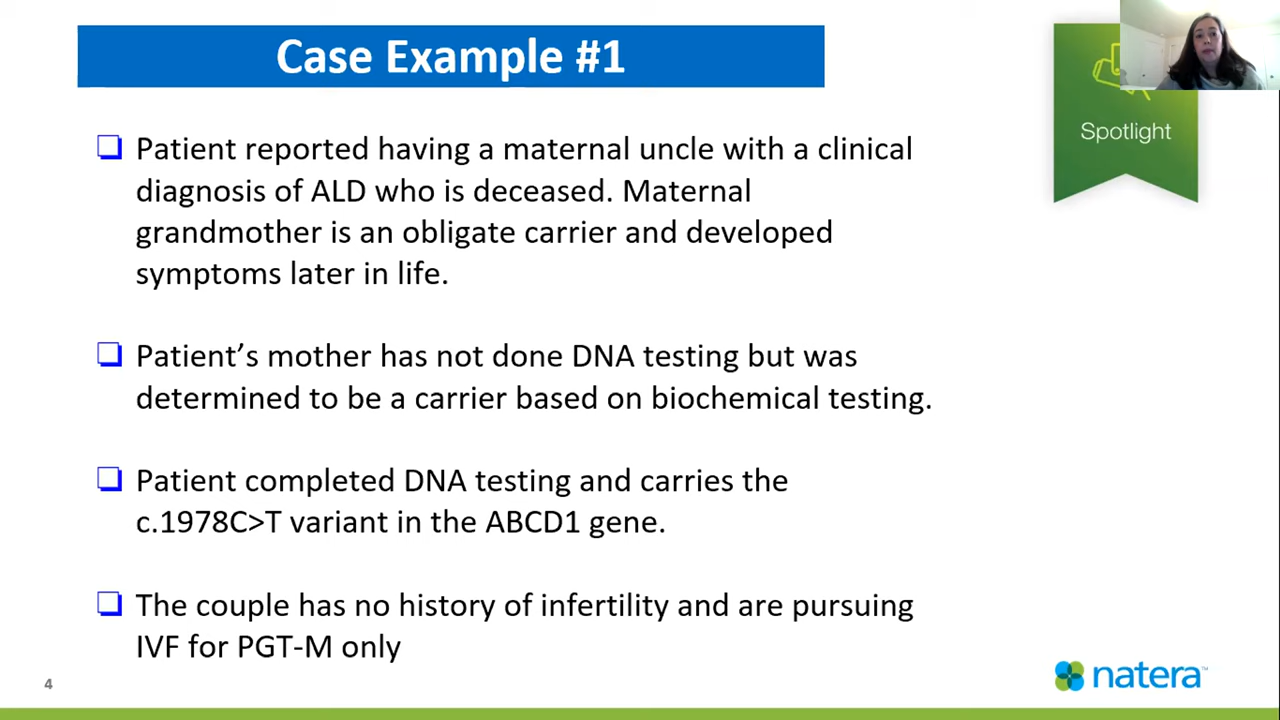 Case Example #1
Spotlight
Patient reported having a maternal uncle with a clinical
diagnosis of ALD who is deceased. Maternal
grandmother is an obligate carrier and developed
symptoms later in life.
Patient’s mother has not done DNA testing but was
determined to be a carrier based on biochemical testing.
Patient completed DNA testing and carries the
c.1978C>T variant in the ABCD1 gene.
The couple has no history of infertility and are pursuing
IVF for PGT-M only
4
natera™